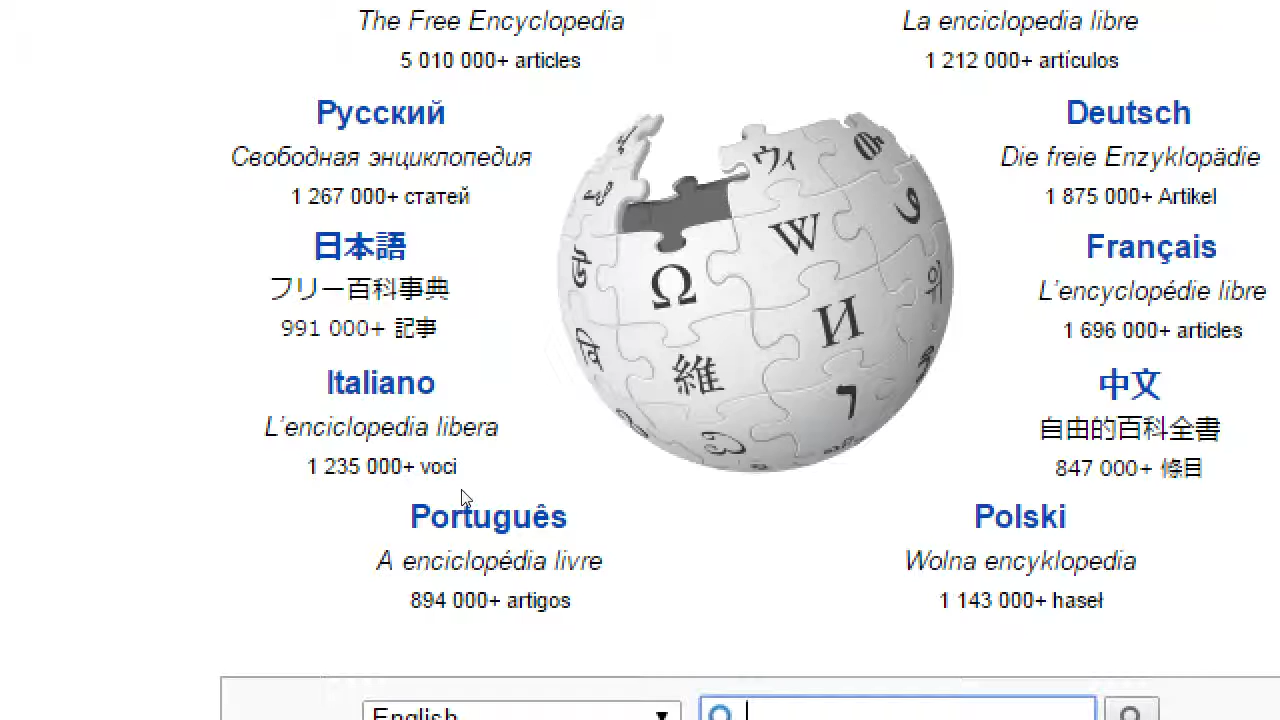 The Free Encyclopedia
5 010 000+ articles
La enciclopedia libre
1 212 000+ artículos
Русский
Свободная энциклопедия
1 267 000+ статей
Deutsch
Die freie Enzyklopädie
1 875 000+ Artikel
日本語
フリー百科事典
991 000+ 記事
Français
L'encyclopédie libre
1 696 000+ articles
Italiano
L'enciclopedia libera
1 235 000+ voci
中文
自由的百科全書
847 000+ 條目
Português
A enciclopédia livre
894 000+ artigos
Polski
Wolna encyklopedia
1 143 000+ haseł
ウィ
W
Ω
И
維
English